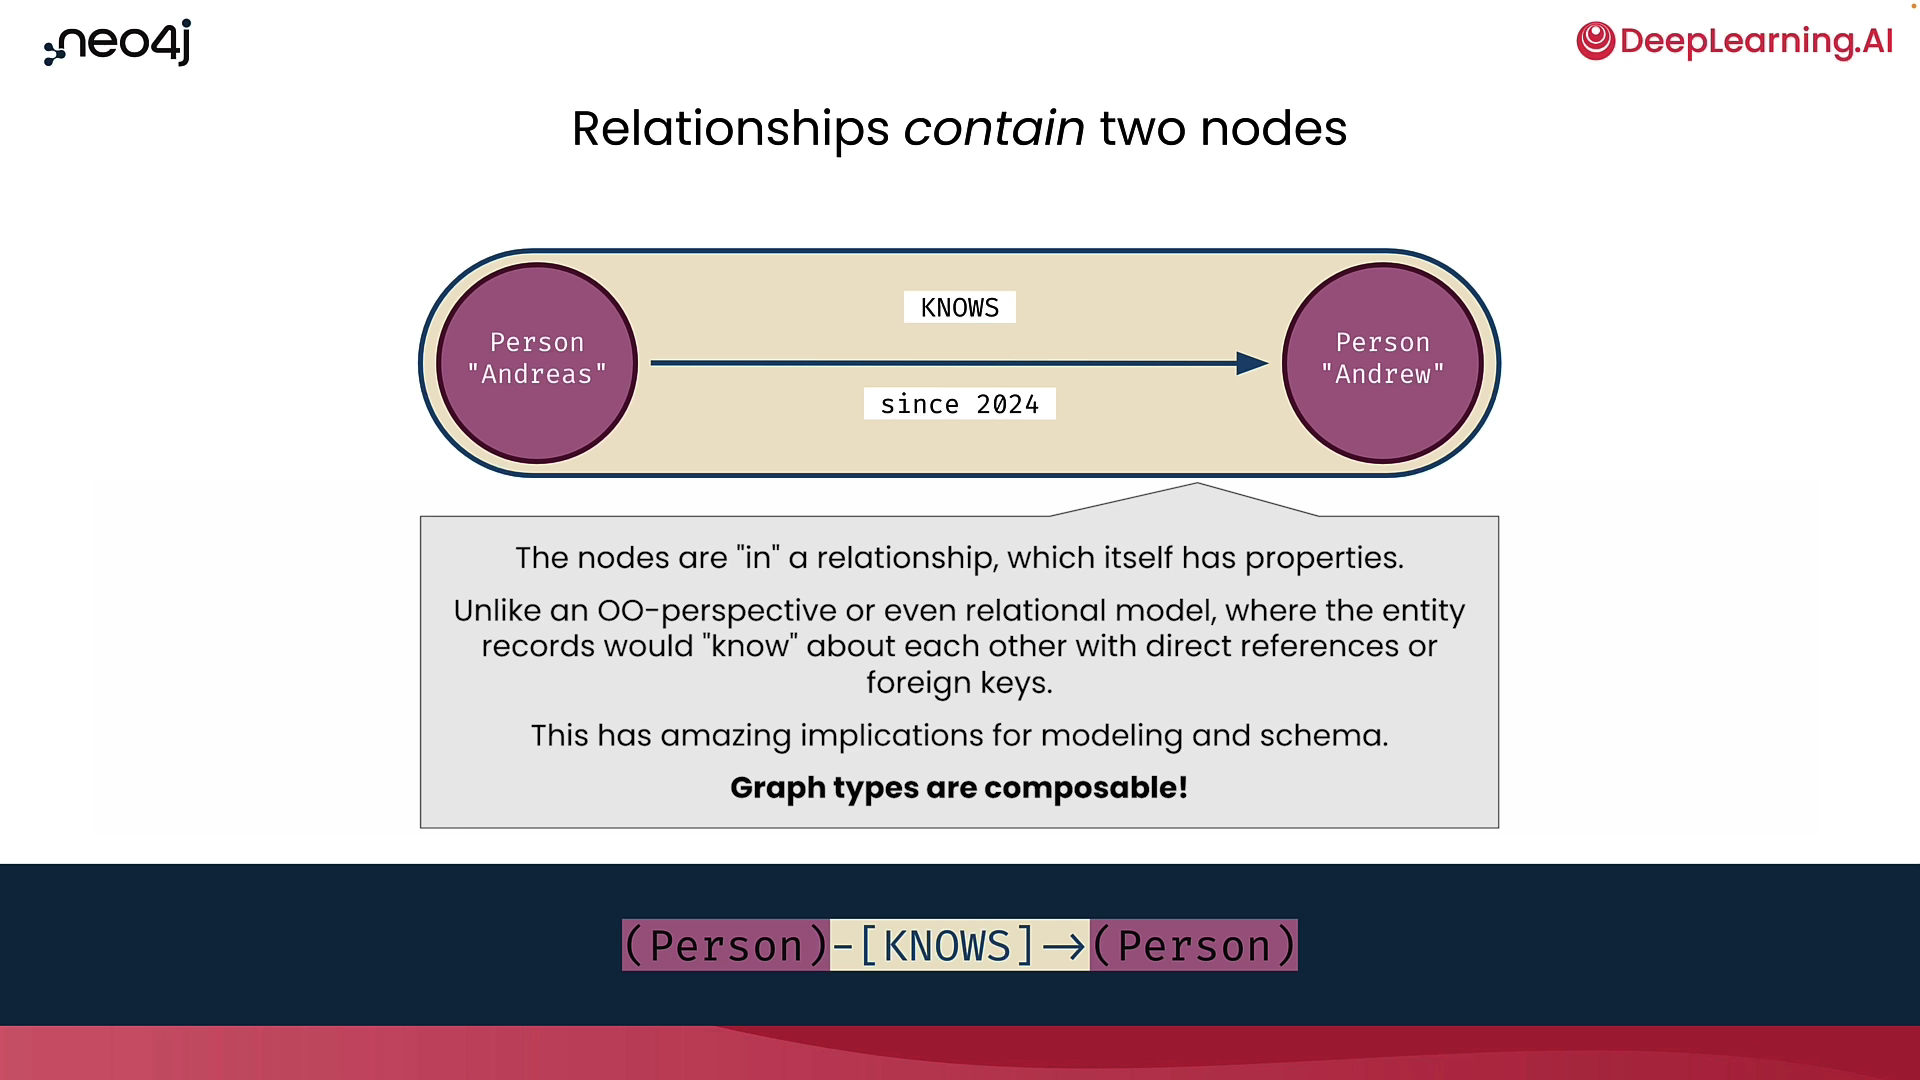 neo4j
DeepLearning.AI
Relationships contain two nodes
KNOWS
Person
"Andreas"
Person
"Andrew"
since 2024
The nodes are "in" a relationship, which itself has properties.
Unlike an OO-perspective or even relational model, where the entity
records would "know" about each other with direct references or
foreign keys.
This has amazing implications for modeling and schema.
Graph types are composable!
(Person)-[KNOWS]→(Person)